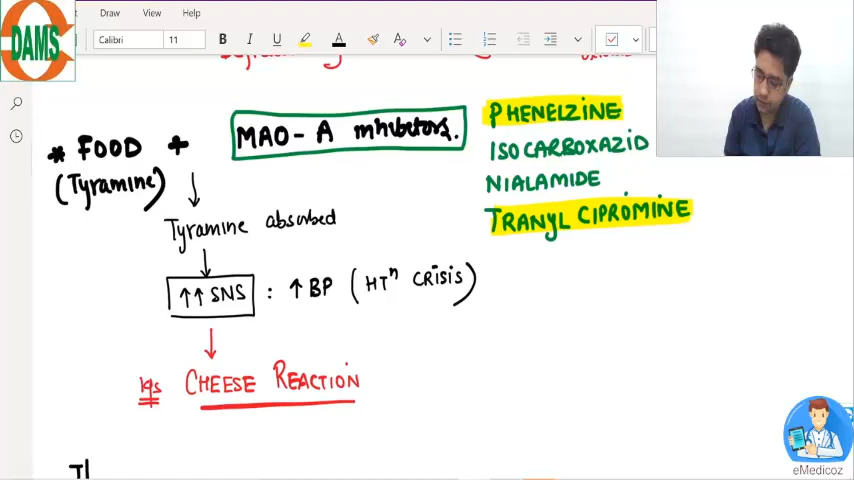 DAMS
Draw View Window Help
Calibri 11 B I U A
PHENELZINE
MAO-A inhibitors.
* FOOD + ISOCARBOXAZID
(Tyramine) NIALAMIDE
TRANYL CIPROMINE
Tyramine absorbed
↑↑ SNS : ↑ BP (HTⁿ CRISIS)
CHEESE REACTION
eMedicoz